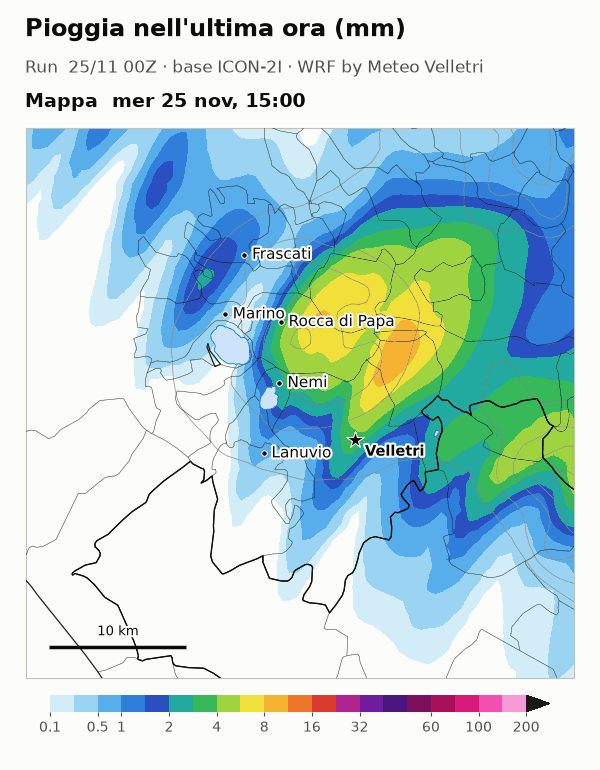 Pioggia nell'ultima ora (mm)
Run  25/11 00Z · base ICON-2I · WRF by Meteo Velletri
Mappa  mer 25 nov, 15:00
Frascati
Marino
Rocca di Papa
Nemi
Velletri
Lanuvio
10 km
0.1 0.5 1 2 4 8 16 32 60 100 200